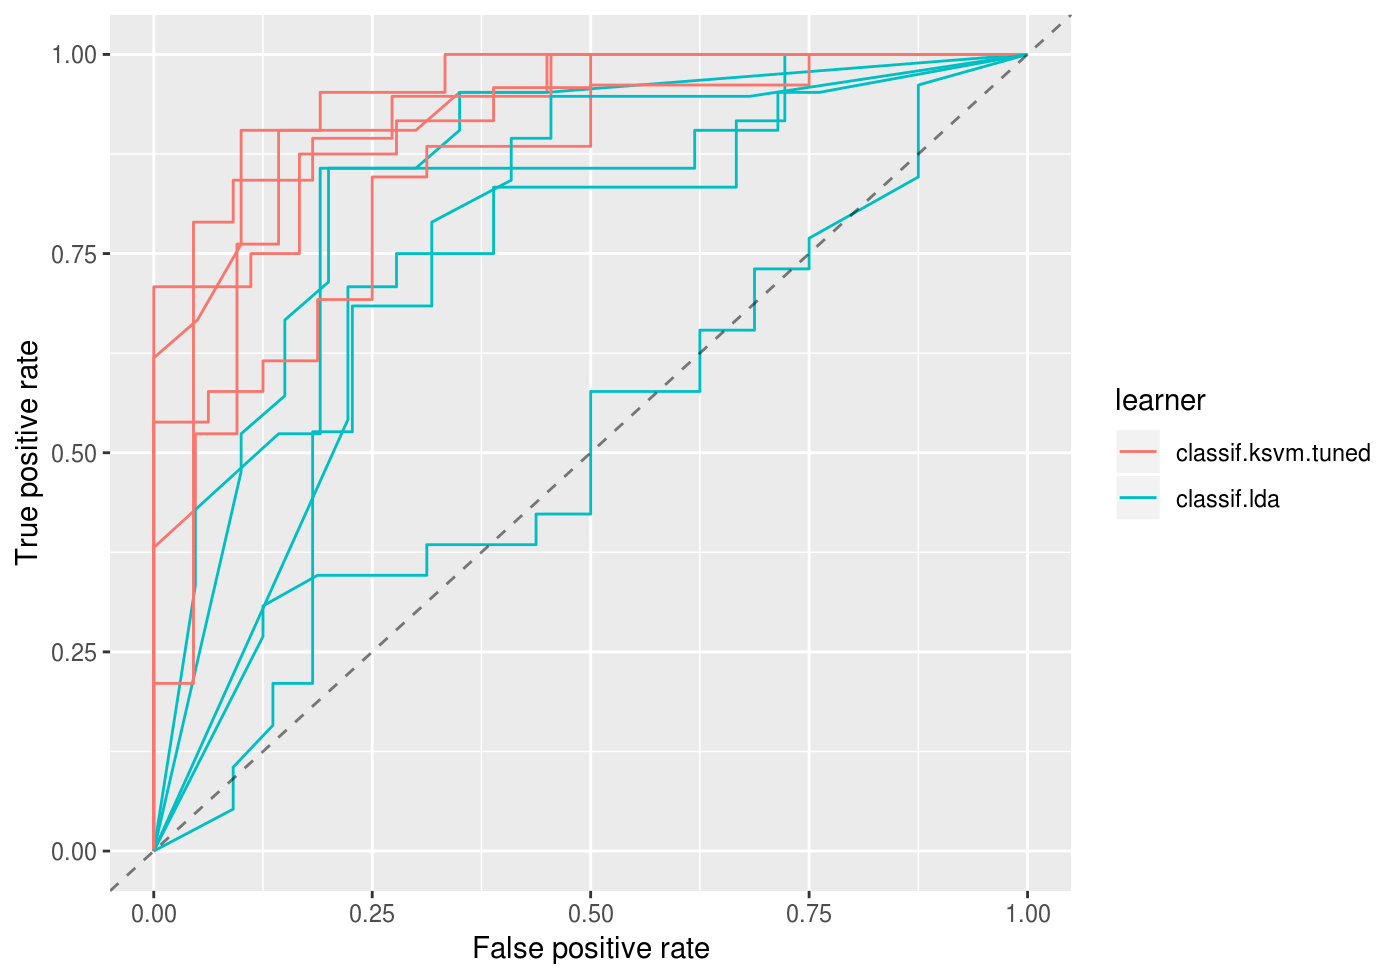 True positive rate
1.00
0.75
0.50
0.25
0.00
0.00 0.25 0.50 0.75 1.00
False positive rate
learner
classif.ksvm.tuned
classif.lda